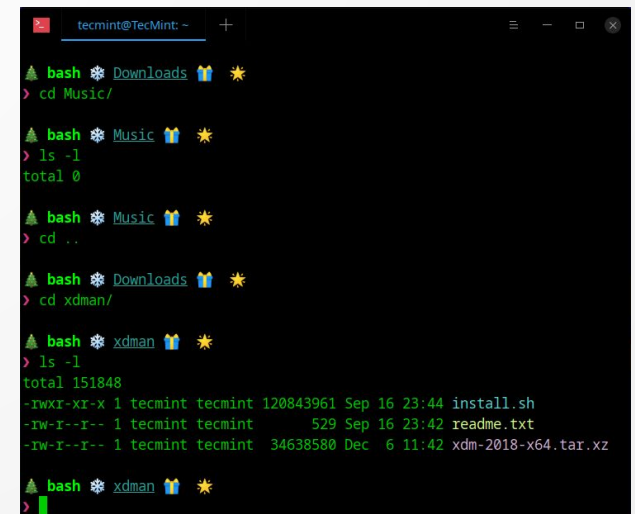 tecmint@TecMint: ~
bash Downloads
❯ cd Music/
bash Music
❯ ls -l
total 0
bash Music
❯ cd ..
bash Downloads
❯ cd xdman/
bash xdman
❯ ls -l
total 151848
-rwxr-xr-x 1 tecmint tecmint 120843961 Sep 16 23:44 install.sh
-rw-r--r-- 1 tecmint tecmint 529 Sep 16 23:42 readme.txt
-rw-r--r-- 1 tecmint tecmint 34638580 Dec 6 11:42 xdm-2018-x64.tar.xz
bash xdman
❯